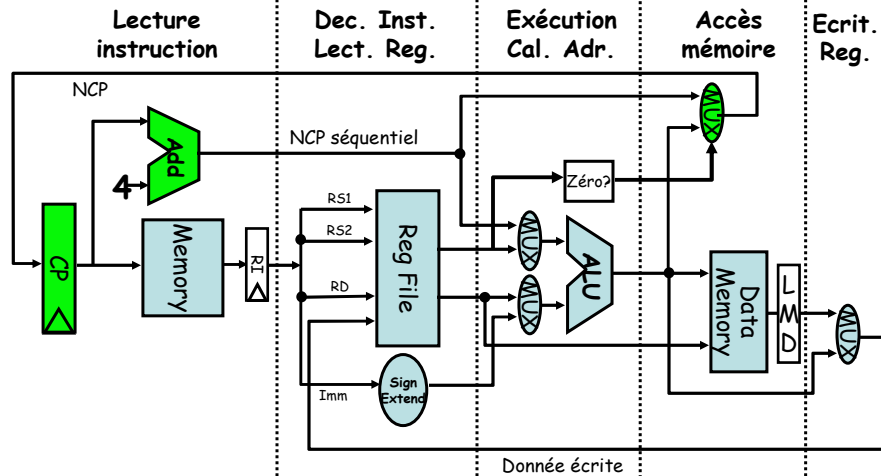 Lecture
instruction
Dec. Inst.
Lect. Reg.
Exécution
Cal. Adr.
Accès
mémoire
Ecrit.
Reg.
NCP
Add
4
NCP séquentiel
MUX
Zéro?
CP
Memory
RI
RS1
RS2
RD
Reg File
MUX
MUX
ALU
Data
Memory
L
M
D
MUX
Imm
Sign
Extend
Donnée écrite